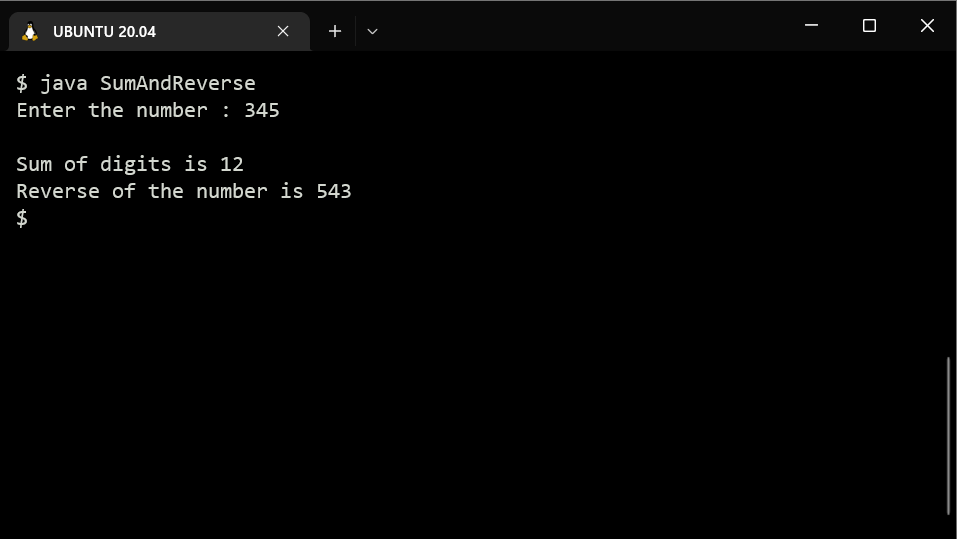 UBUNTU 20.04
$ java SumAndReverse
Enter the number : 345
Sum of digits is 12
Reverse of the number is 543
$